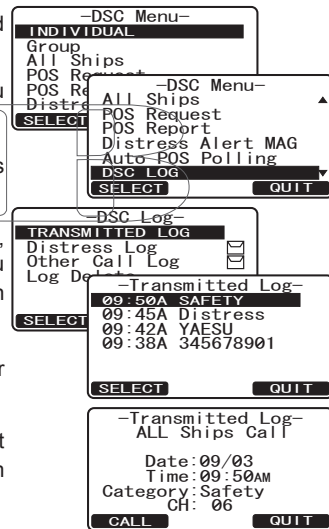 –DSC Menu–
INDIVIDUAL
Group
All Ships
POS Request
SELECT
–DSC Menu–
All Ships
POS Request
POS Report
Distress Alert MAG
Auto POS Polling
DSC LOG
SELECT QUIT
–DSC Log–
TRANSMITTED LOG
Distress Log
Other Call Log
Log Delete
SELECT
–Transmitted Log–
09:50A SAFETY
09:45A Distress
09:42A YAESU
09:38A 345678901
SELECT QUIT
–Transmitted Log–
ALL Ships Call
Date:09/03
Time:09:50AM
Category:Safety
CH: 06
CALL QUIT